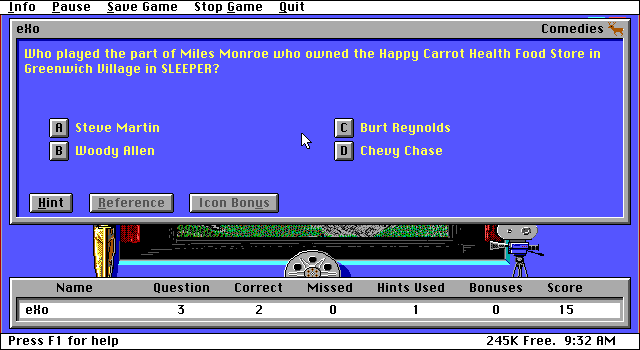 Info Pause Save Game Stop Game Quit
eXo Comedies
Who played the part of Miles Monroe who owned the Happy Carrot Health Food Store in
Greenwich Village in SLEEPER?
A Steve Martin C Burt Reynolds
B Woody Allen D Chevy Chase
Hint Reference Icon Bonus
Name Question Correct Missed Hints Used Bonuses Score
eXo 3 2 0 1 0 15
Press F1 for help 245K Free. 9:32 AM